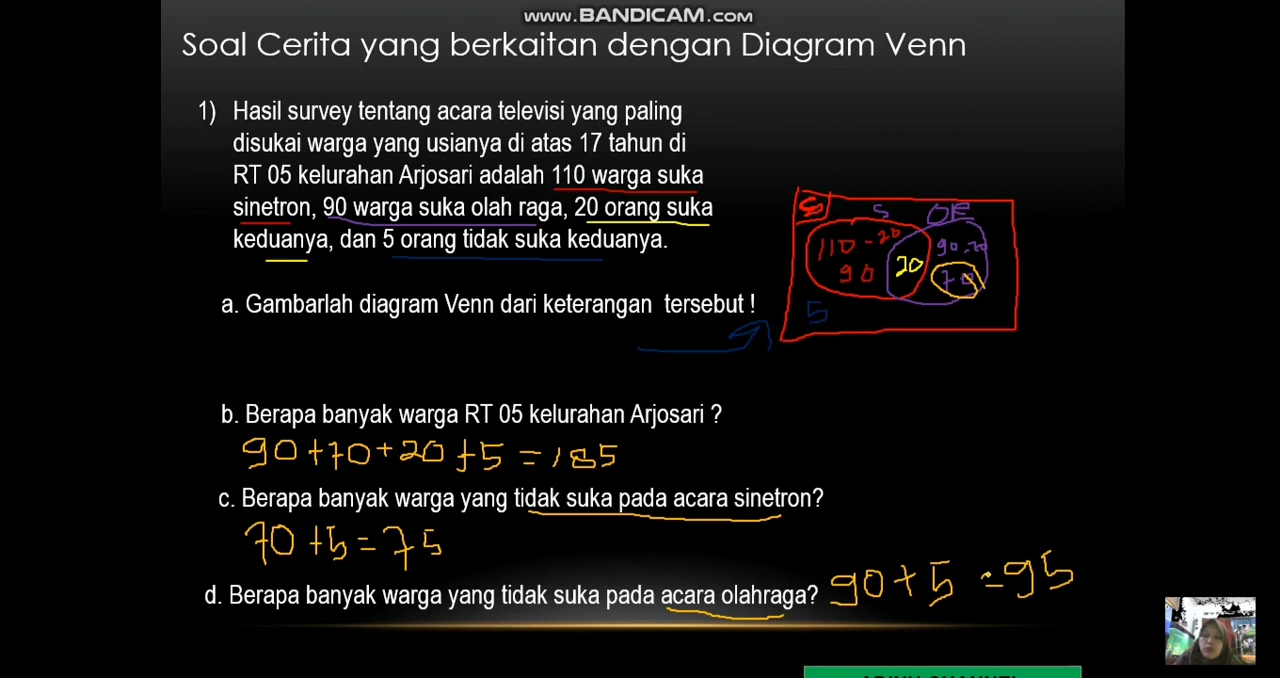 www.BANDICAM.com
Soal Cerita yang berkaitan dengan Diagram Venn
1) Hasil survey tentang acara televisi yang paling
disukai warga yang usianya di atas 17 tahun di
RT 05 kelurahan Arjosari adalah 110 warga suka
sinetron, 90 warga suka olah raga, 20 orang suka
keduanya, dan 5 orang tidak suka keduanya.
S
S OR
110 - 20 90 - 20
90 20 70
5
a. Gambarlah diagram Venn dari keterangan tersebut !
b. Berapa banyak warga RT 05 kelurahan Arjosari ?
90 + 70 + 20 + 5 = 185
c. Berapa banyak warga yang tidak suka pada acara sinetron?
70 + 5 = 75
d. Berapa banyak warga yang tidak suka pada acara olahraga? 90 + 5 = 95